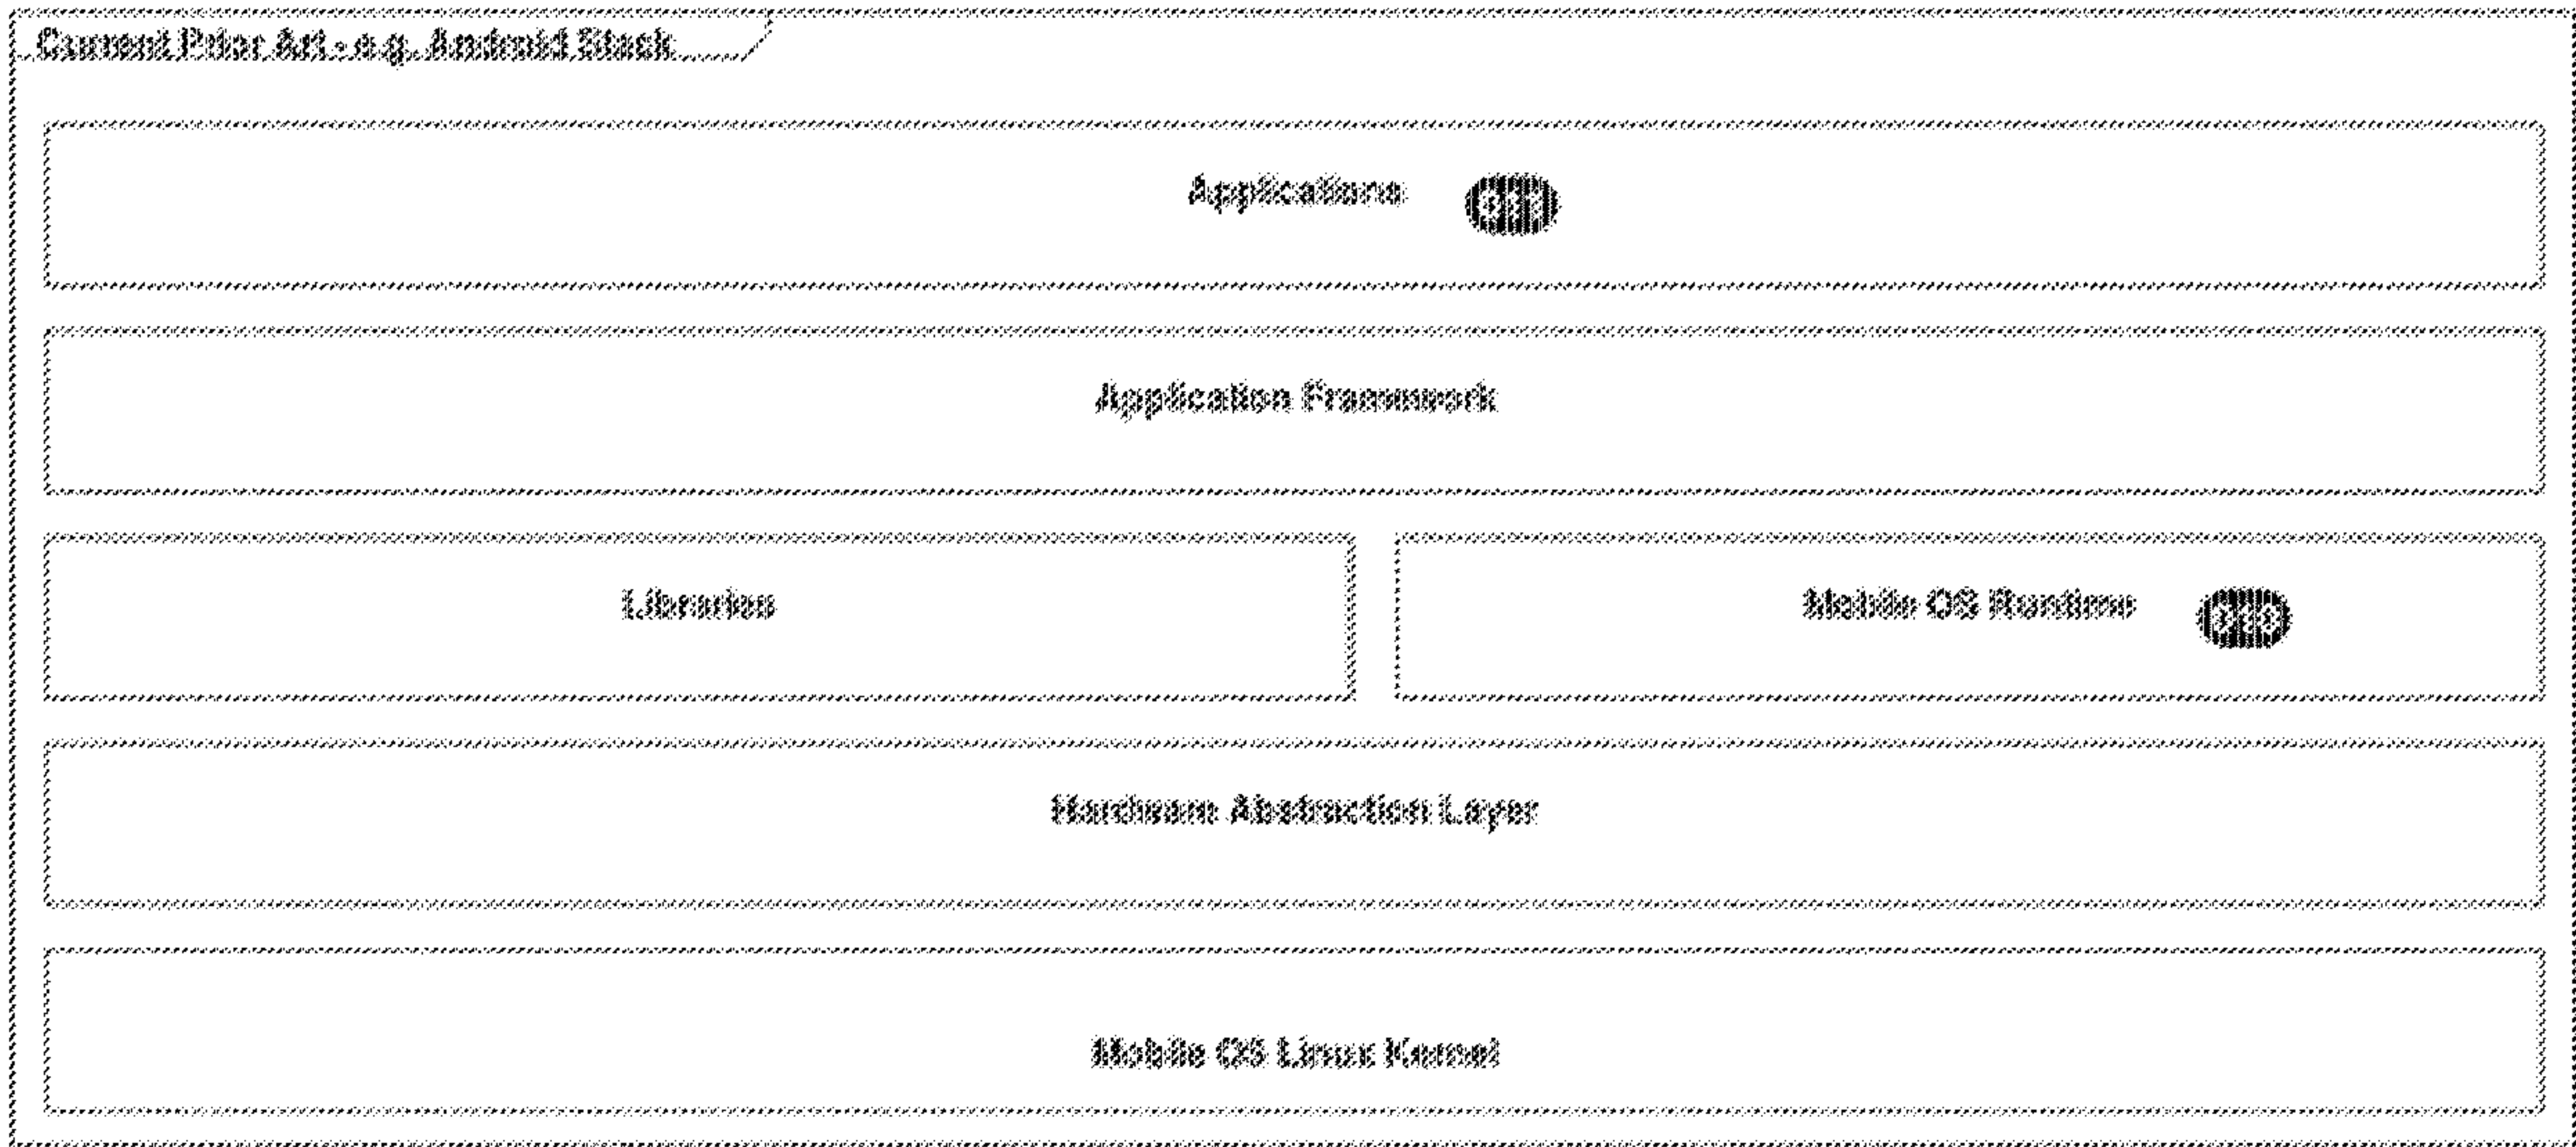 Current Prior Art - e.g. Android Stack
Applications
Application Framework
Libraries
Mobile OS Runtime
Hardware Abstraction Layer
Mobile OS Linux Kernel